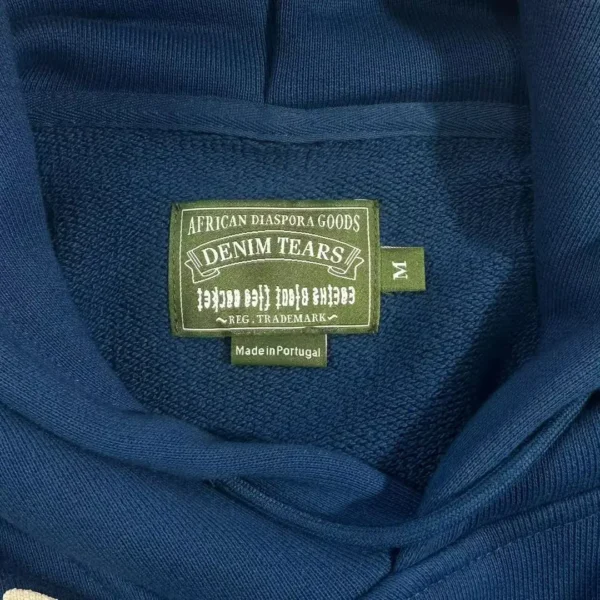 AFRICAN DIASPORA GOODS
DENIM TEARS
~REG. TRADEMARK~
M
Made in Portugal